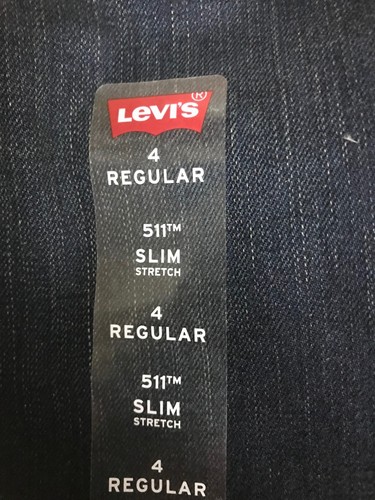 LEVI'S®
4
REGULAR
511™
SLIM
STRETCH
4
REGULAR
511™
SLIM
STRETCH
4
REGULAR